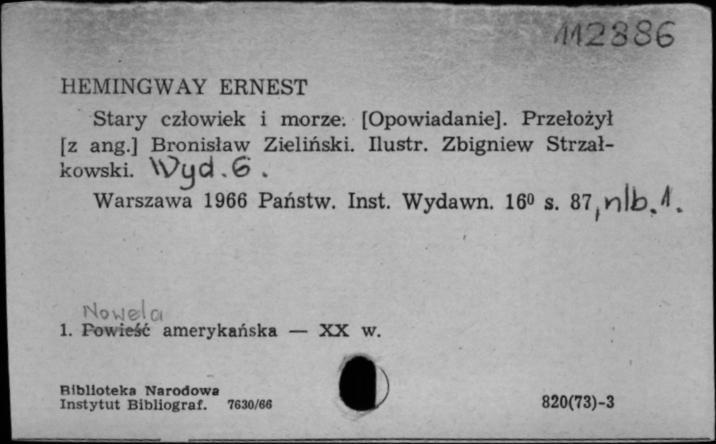 112886
HEMINGWAY ERNEST
Stary człowiek i morze. [Opowiadanie]. Przełożył
[z ang.] Bronisław Zieliński. Ilustr. Zbigniew Strzał-
kowski. Wyd. 6.
Warszawa 1966 Państw. Inst. Wydawn. 16⁰ s. 87, nlb. 1.
Nowela
1. Powieść amerykańska — XX w.
Biblioteka Narodowa
Instytut Bibliograf. 7630/66
820(73)-3